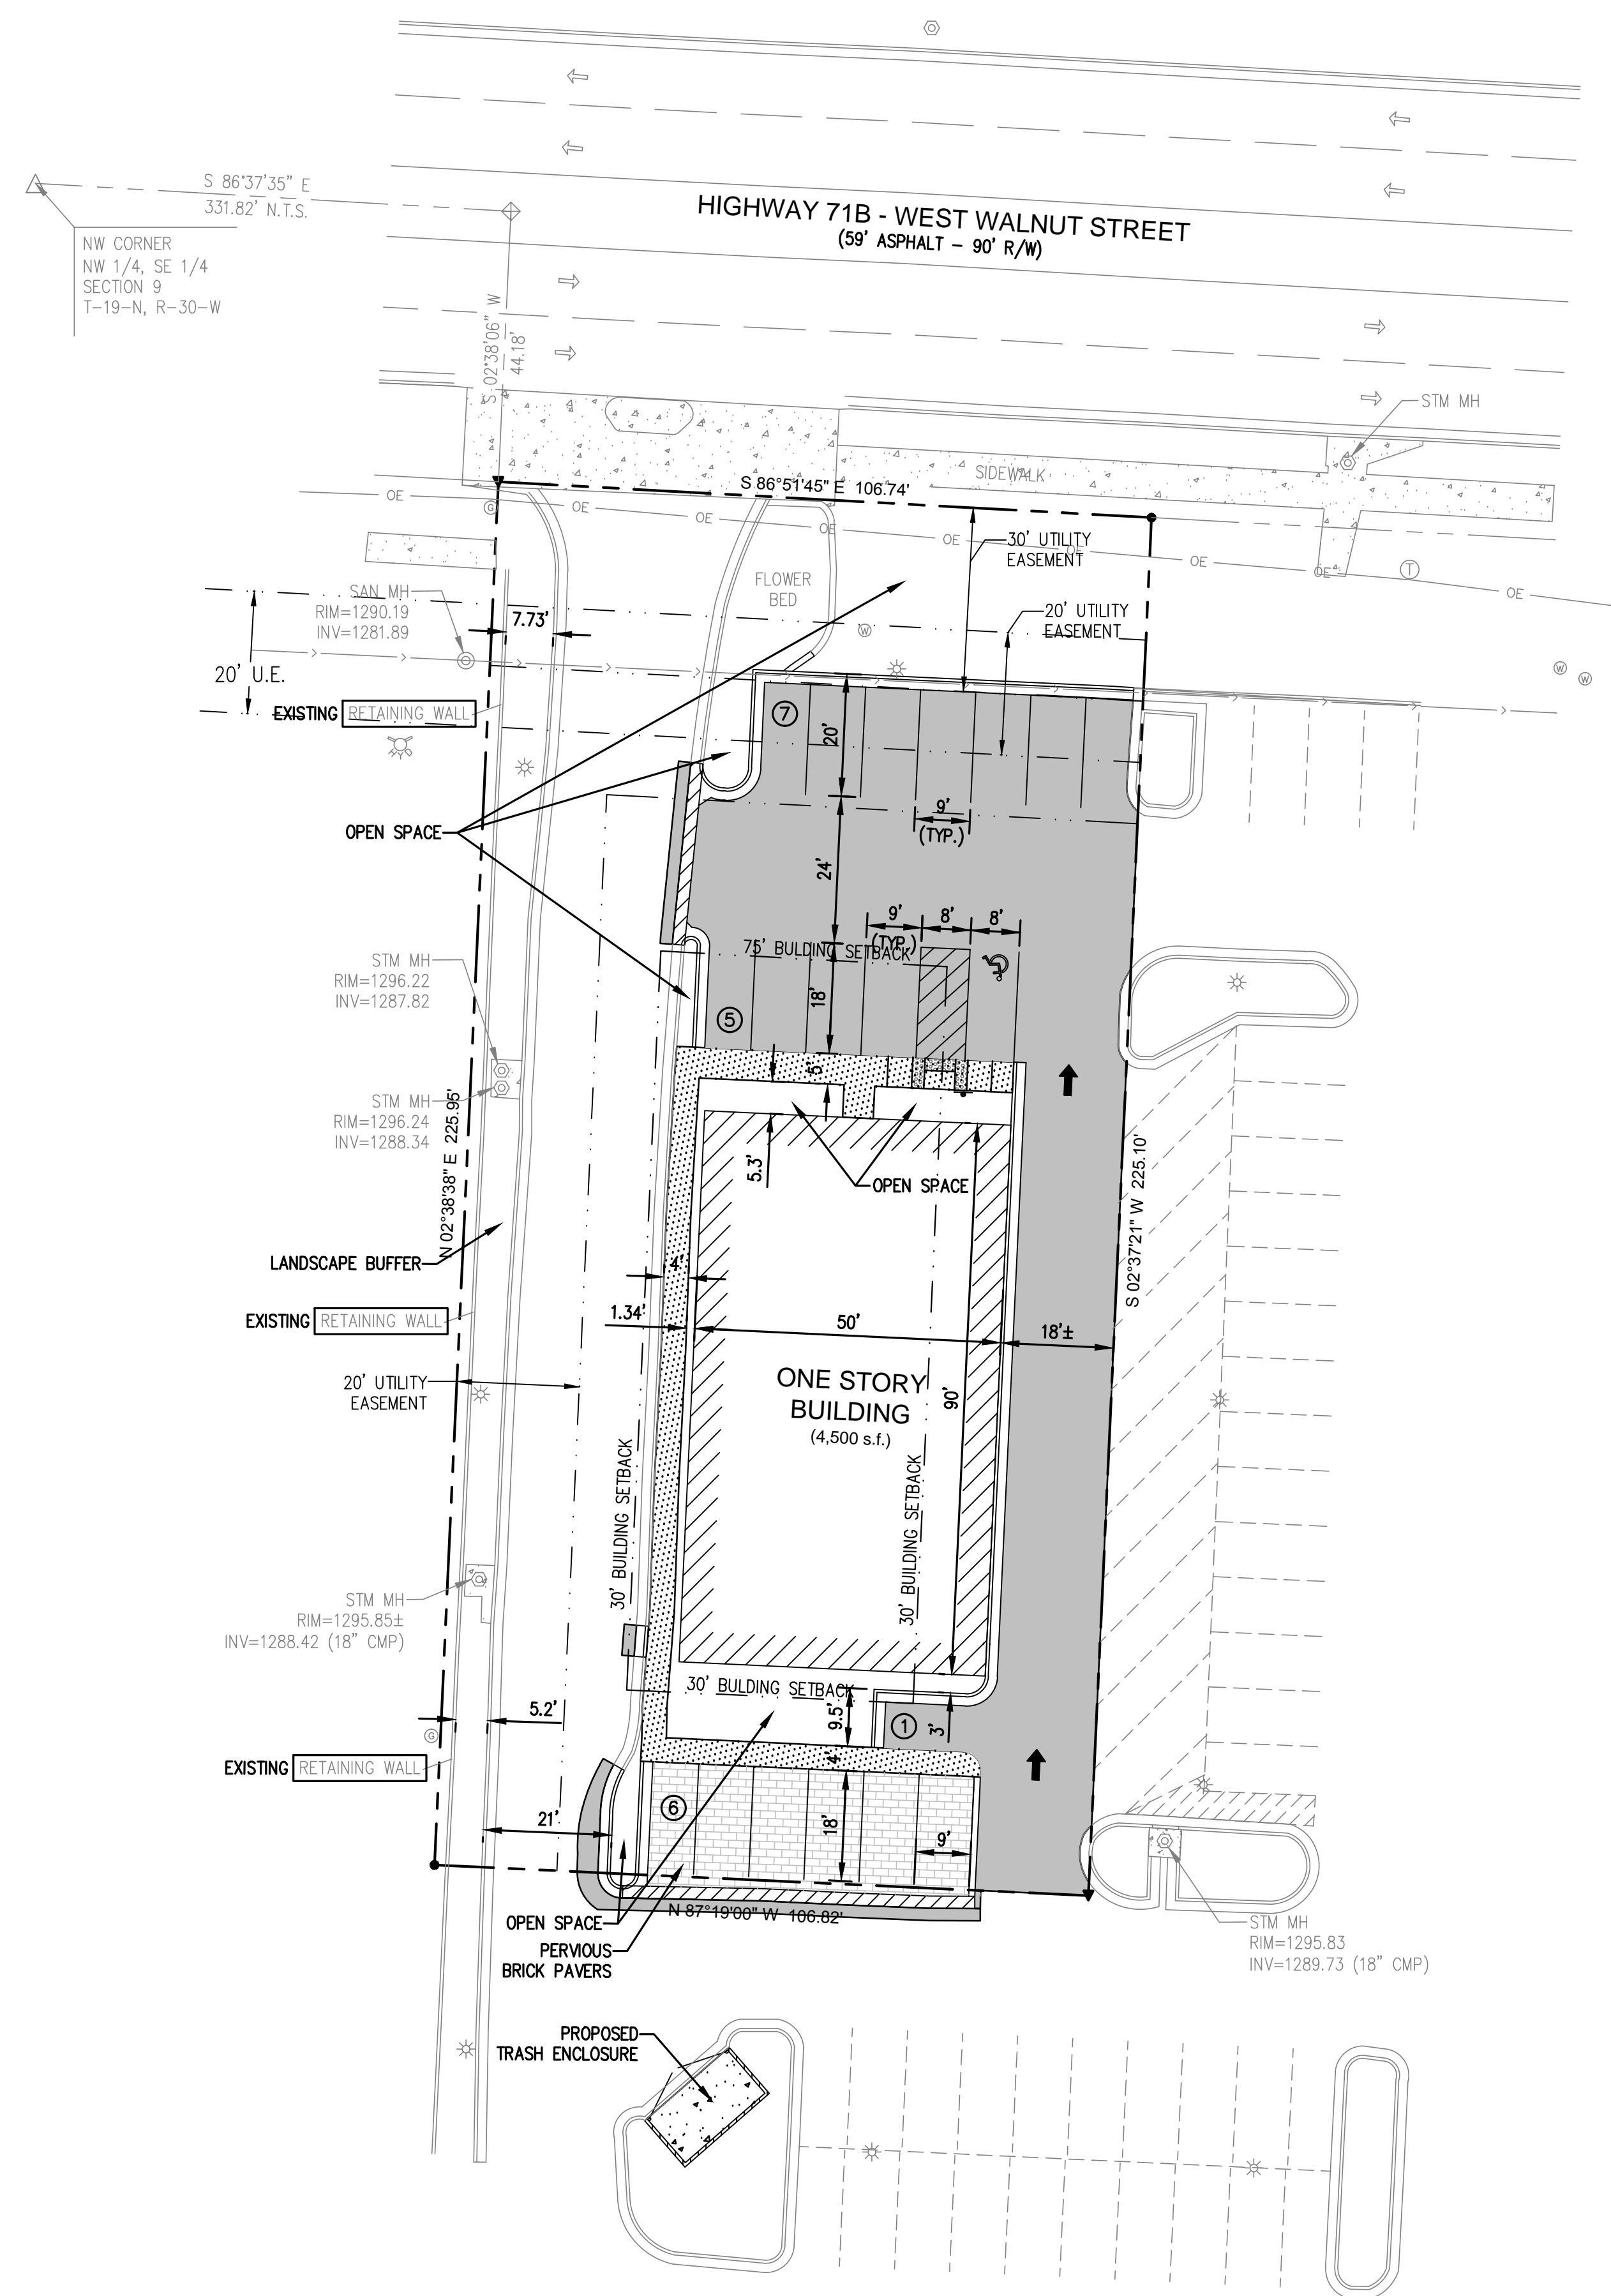 S 86°37'35" E
331.82' N.T.S.
NW CORNER
NW 1/4, SE 1/4
SECTION 9
T-19-N, R-30-W
HIGHWAY 71B - WEST WALNUT STREET
(59' ASPHALT - 90' R/W)
S 02°38'06" W
44.18'
STM MH
SIDEWALK
S 86°51'45" E 106.74'
OE
OE
OE
OE
OE
OE
OE
OE
OE
G
T
30' UTILITY
EASEMENT
FLOWER
BED
SAN MH
RIM=1290.19
INV=1281.89
7.73'
20' UTILITY
EASEMENT
W
W
W
20' U.E.
EXISTING RETAINING WALL
7
20'
OPEN SPACE
9'
(TYP.)
24'
9'
(TYP.)
8'
8'
75' BULDING SETBACK
STM MH
RIM=1296.22
INV=1287.82
18'
5
STM MH
RIM=1296.24
INV=1288.34
5'
N 02°38'38" E 225.95'
S 02°37'21" W 225.10'
5.3'
OPEN SPACE
LANDSCAPE BUFFER
4'
1.34'
50'
18'±
EXISTING RETAINING WALL
20' UTILITY
EASEMENT
ONE STORY
BUILDING
(4,500 s.f.)
90'
30' BUILDING SETBACK
30' BUILDING SETBACK
STM MH
RIM=1295.85±
INV=1288.42 (18" CMP)
30' BULDING SETBACK
5.2'
9.5'
1
3'
G
4'
EXISTING RETAINING WALL
6
18'
21'
9'
N 87°19'00" W 106.82'
OPEN SPACE
PERVIOUS
BRICK PAVERS
STM MH
RIM=1295.83
INV=1289.73 (18" CMP)
PROPOSED
TRASH ENCLOSURE